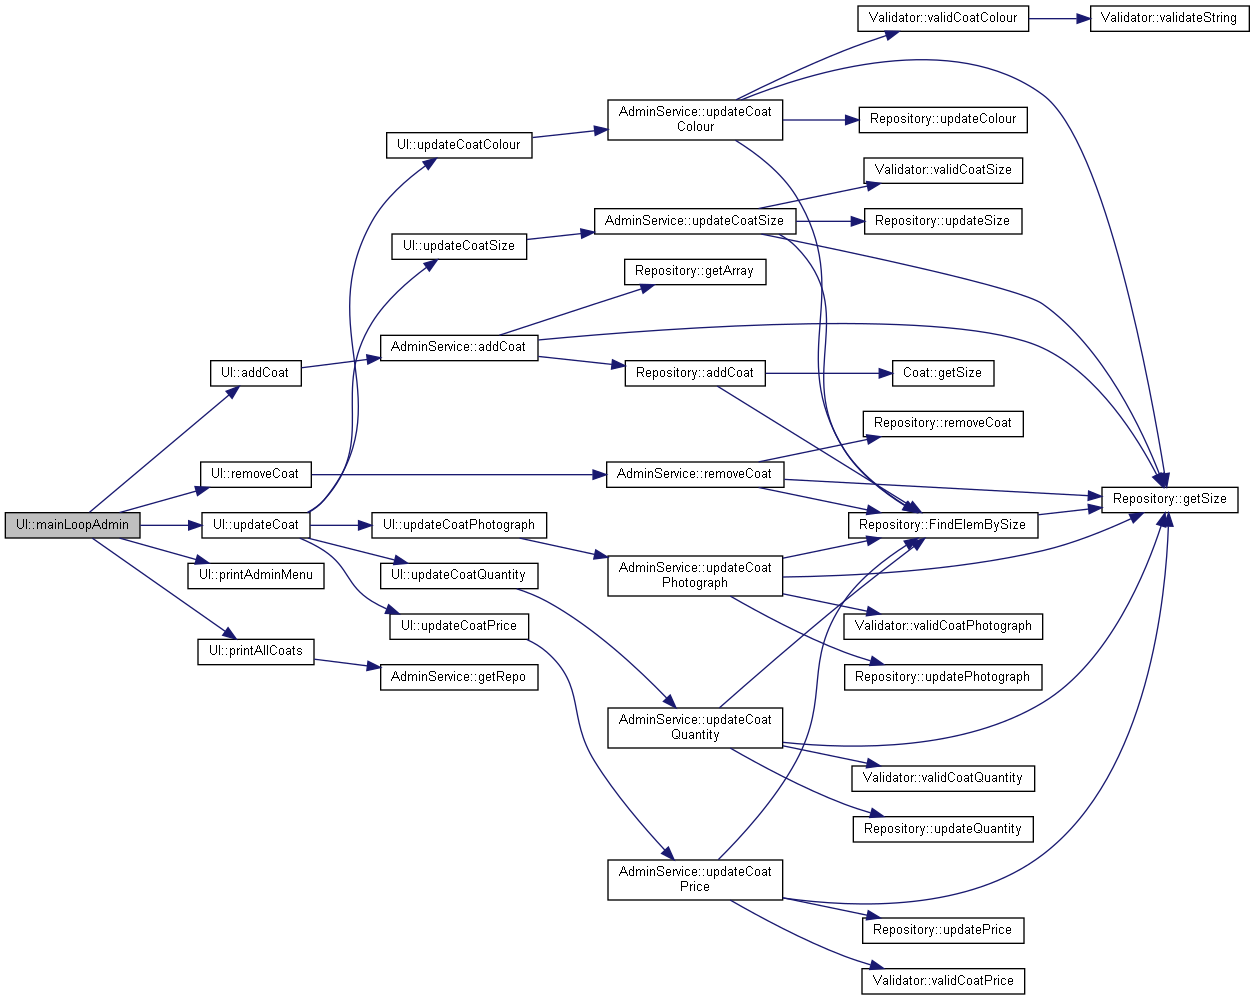 Validator::validCoatColour
Validator::validateString
AdminService::updateCoat
Colour
Repository::updateColour
UI::updateCoatColour
Validator::validCoatSize
AdminService::updateCoatSize
Repository::updateSize
UI::updateCoatSize
Repository::getArray
AdminService::addCoat
UI::addCoat
Repository::addCoat
Coat::getSize
Repository::removeCoat
UI::removeCoat
AdminService::removeCoat
Repository::getSize
UI::mainLoopAdmin
UI::updateCoat
UI::updateCoatPhotograph
Repository::FindElemBySize
UI::printAdminMenu
UI::updateCoatQuantity
AdminService::updateCoat
Photograph
UI::updateCoatPrice
Validator::validCoatPhotograph
UI::printAllCoats
AdminService::getRepo
Repository::updatePhotograph
AdminService::updateCoat
Quantity
Validator::validCoatQuantity
Repository::updateQuantity
AdminService::updateCoat
Price
Repository::updatePrice
Validator::validCoatPrice